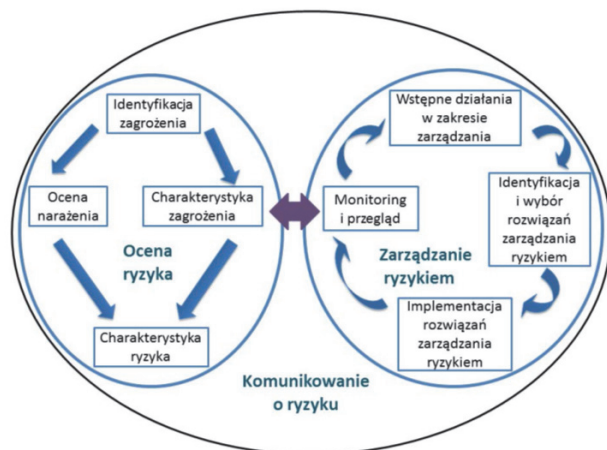 Identyfikacja
zagrożenia
Ocena
narażenia
Charakterystyka
zagrożenia
Ocena
ryzyka
Charakterystyka
ryzyka
Wstępne działania
w zakresie
zarządzania
Monitoring
i przegląd
Identyfikacja
i wybór
rozwiązań
zarządzania
ryzykiem
Zarządzanie
ryzykiem
Implementacja
rozwiązań
zarządzania
ryzykiem
Komunikowanie
o ryzyku